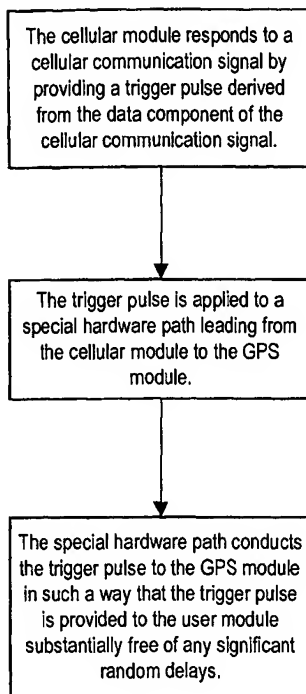 The cellular module responds to a
cellular communication signal by
providing a trigger pulse derived
from the data component of the
cellular communication signal.
The trigger pulse is applied to a
special hardware path leading from
the cellular module to the GPS
module.
The special hardware path conducts
the trigger pulse to the GPS module
in such a way that the trigger pulse
is provided to the user module
substantially free of any significant
random delays.